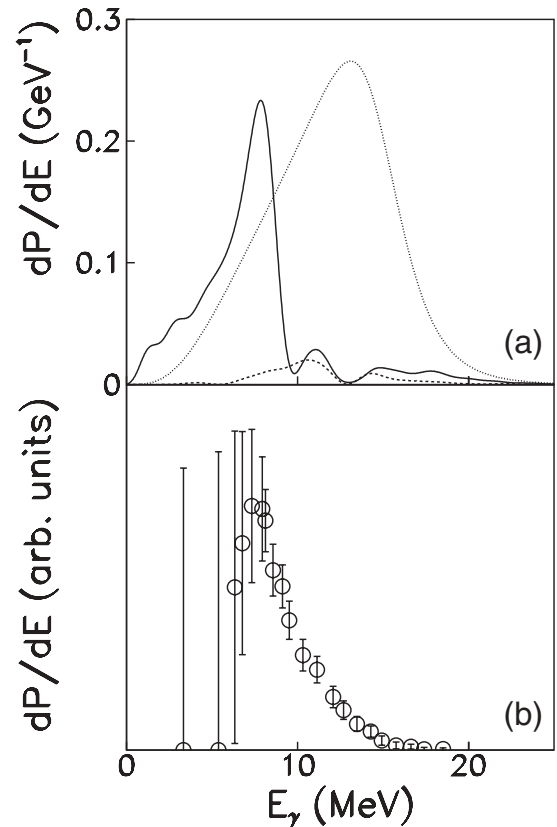 0.3
0.2
0.1
0
dP/dE (GeV⁻¹)
(a)
dP/dE (arb. units)
(b)
0 10 20
Eᵧ (MeV)